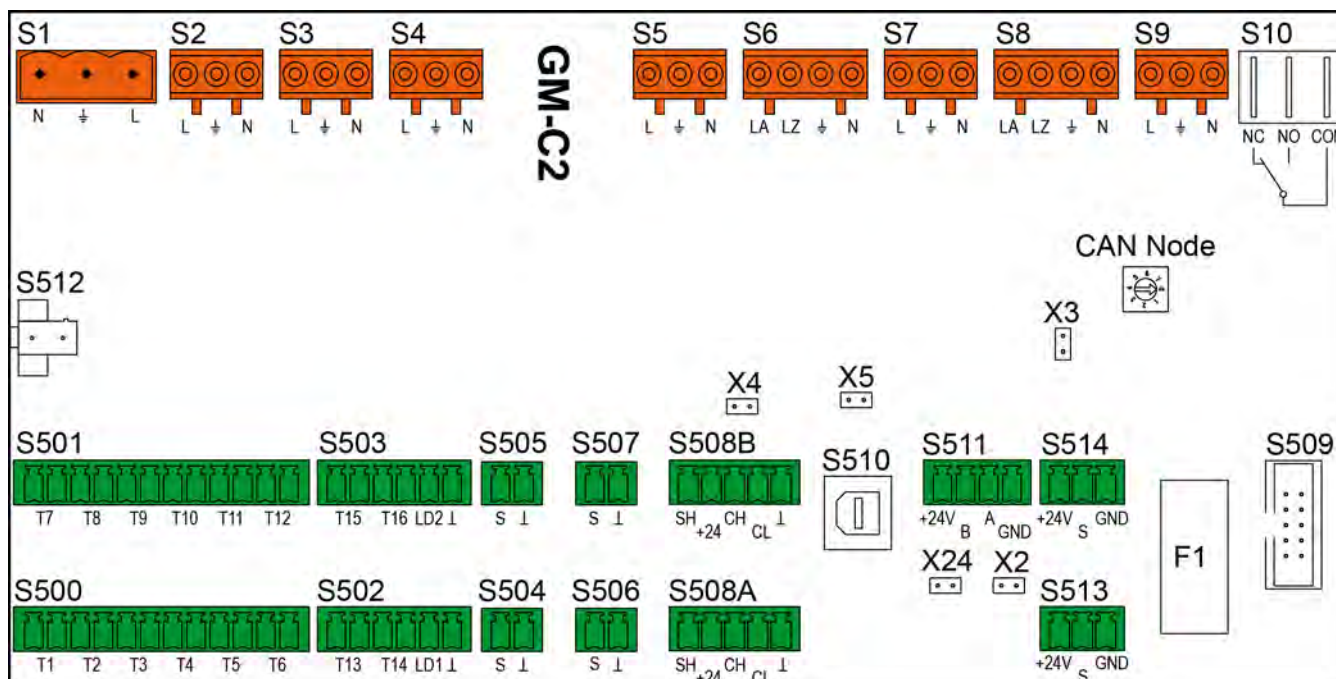 S1 S2 S3 S4 S5 S6 S7 S8 S9 S10
GM-C2
N ⏚ L L ⏚ N L ⏚ N L ⏚ N L ⏚ N LA LZ ⏚ N L ⏚ N LA LZ ⏚ N L ⏚ N NC NO CO
CAN Node
S512
X3
X4 X5
S501 S503 S505 S507 S508B S510 S511 S514 S509
T7 T8 T9 T10 T11 T12 T15 T16 LD2 ⊥ S ⊥ S ⊥ SH +24 CH CL ⊥ +24V B A GND +24V S GND
X24 X2 F1
S500 S502 S504 S506 S508A S513
T1 T2 T3 T4 T5 T6 T13 T14 LD1 ⊥ S ⊥ S ⊥ SH +24 CH CL ⊥ +24V S GND